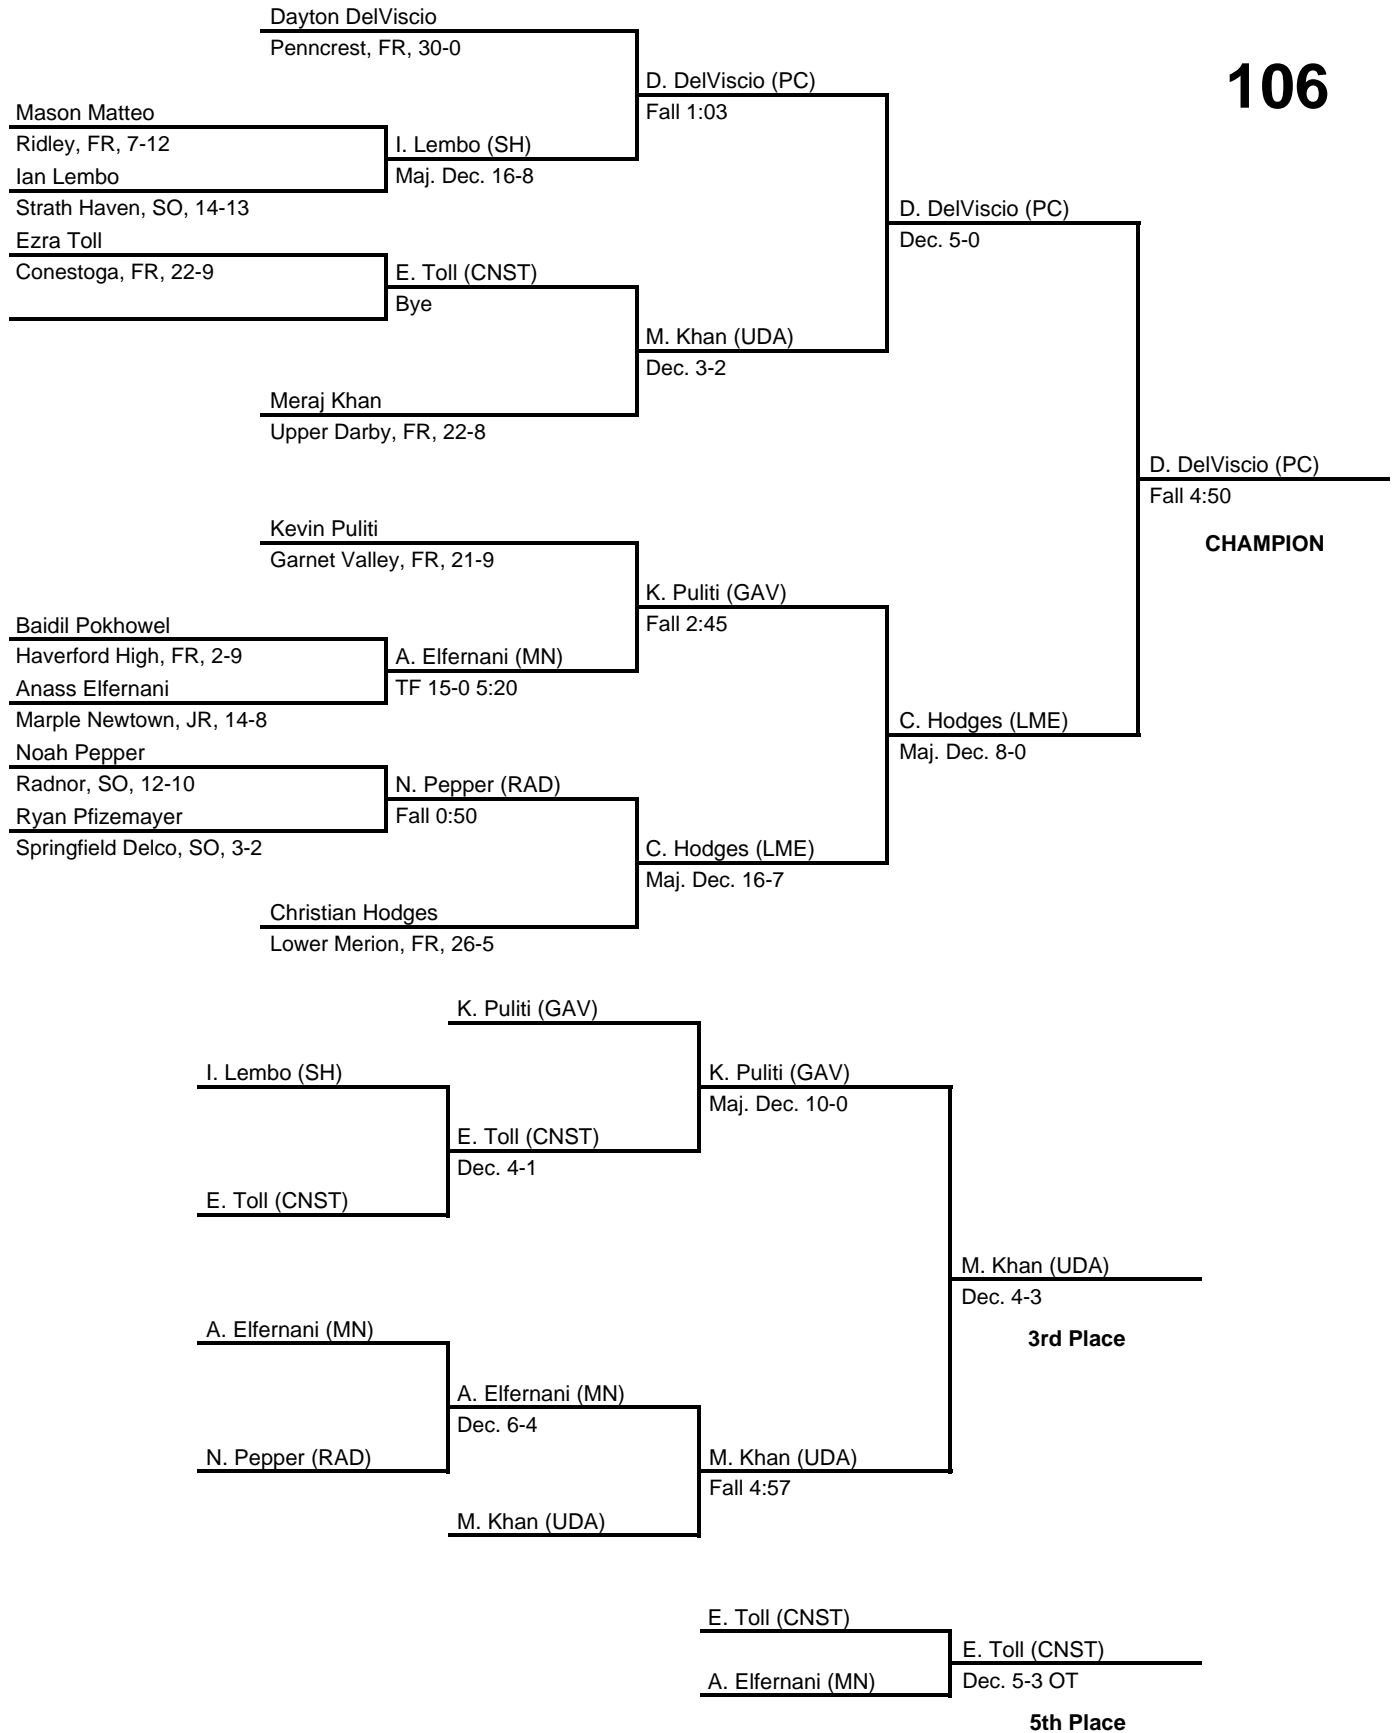 Dayton DelViscio
Penncrest, FR, 30-0
106
D. DelViscio (PC)
Fall 1:03
Mason Matteo
Ridley, FR, 7-12
I. Lembo (SH)
Maj. Dec. 16-8
Ian Lembo
Strath Haven, SO, 14-13
D. DelViscio (PC)
Dec. 5-0
Ezra Toll
Conestoga, FR, 22-9
E. Toll (CNST)
Bye
M. Khan (UDA)
Dec. 3-2
Meraj Khan
Upper Darby, FR, 22-8
D. DelViscio (PC)
Fall 4:50
CHAMPION
Kevin Puliti
Garnet Valley, FR, 21-9
K. Puliti (GAV)
Fall 2:45
Baidil Pokhowel
Haverford High, FR, 2-9
A. Elfernani (MN)
TF 15-0 5:20
Anass Elfernani
Marple Newtown, JR, 14-8
C. Hodges (LME)
Maj. Dec. 8-0
Noah Pepper
Radnor, SO, 12-10
N. Pepper (RAD)
Fall 0:50
Ryan Pfizemayer
Springfield Delco, SO, 3-2
C. Hodges (LME)
Maj. Dec. 16-7
Christian Hodges
Lower Merion, FR, 26-5
K. Puliti (GAV)
I. Lembo (SH)
K. Puliti (GAV)
Maj. Dec. 10-0
E. Toll (CNST)
Dec. 4-1
E. Toll (CNST)
M. Khan (UDA)
Dec. 4-3
3rd Place
A. Elfernani (MN)
A. Elfernani (MN)
Dec. 6-4
N. Pepper (RAD)
M. Khan (UDA)
Fall 4:57
M. Khan (UDA)
E. Toll (CNST)
E. Toll (CNST)
Dec. 5-3 OT
A. Elfernani (MN)
5th Place